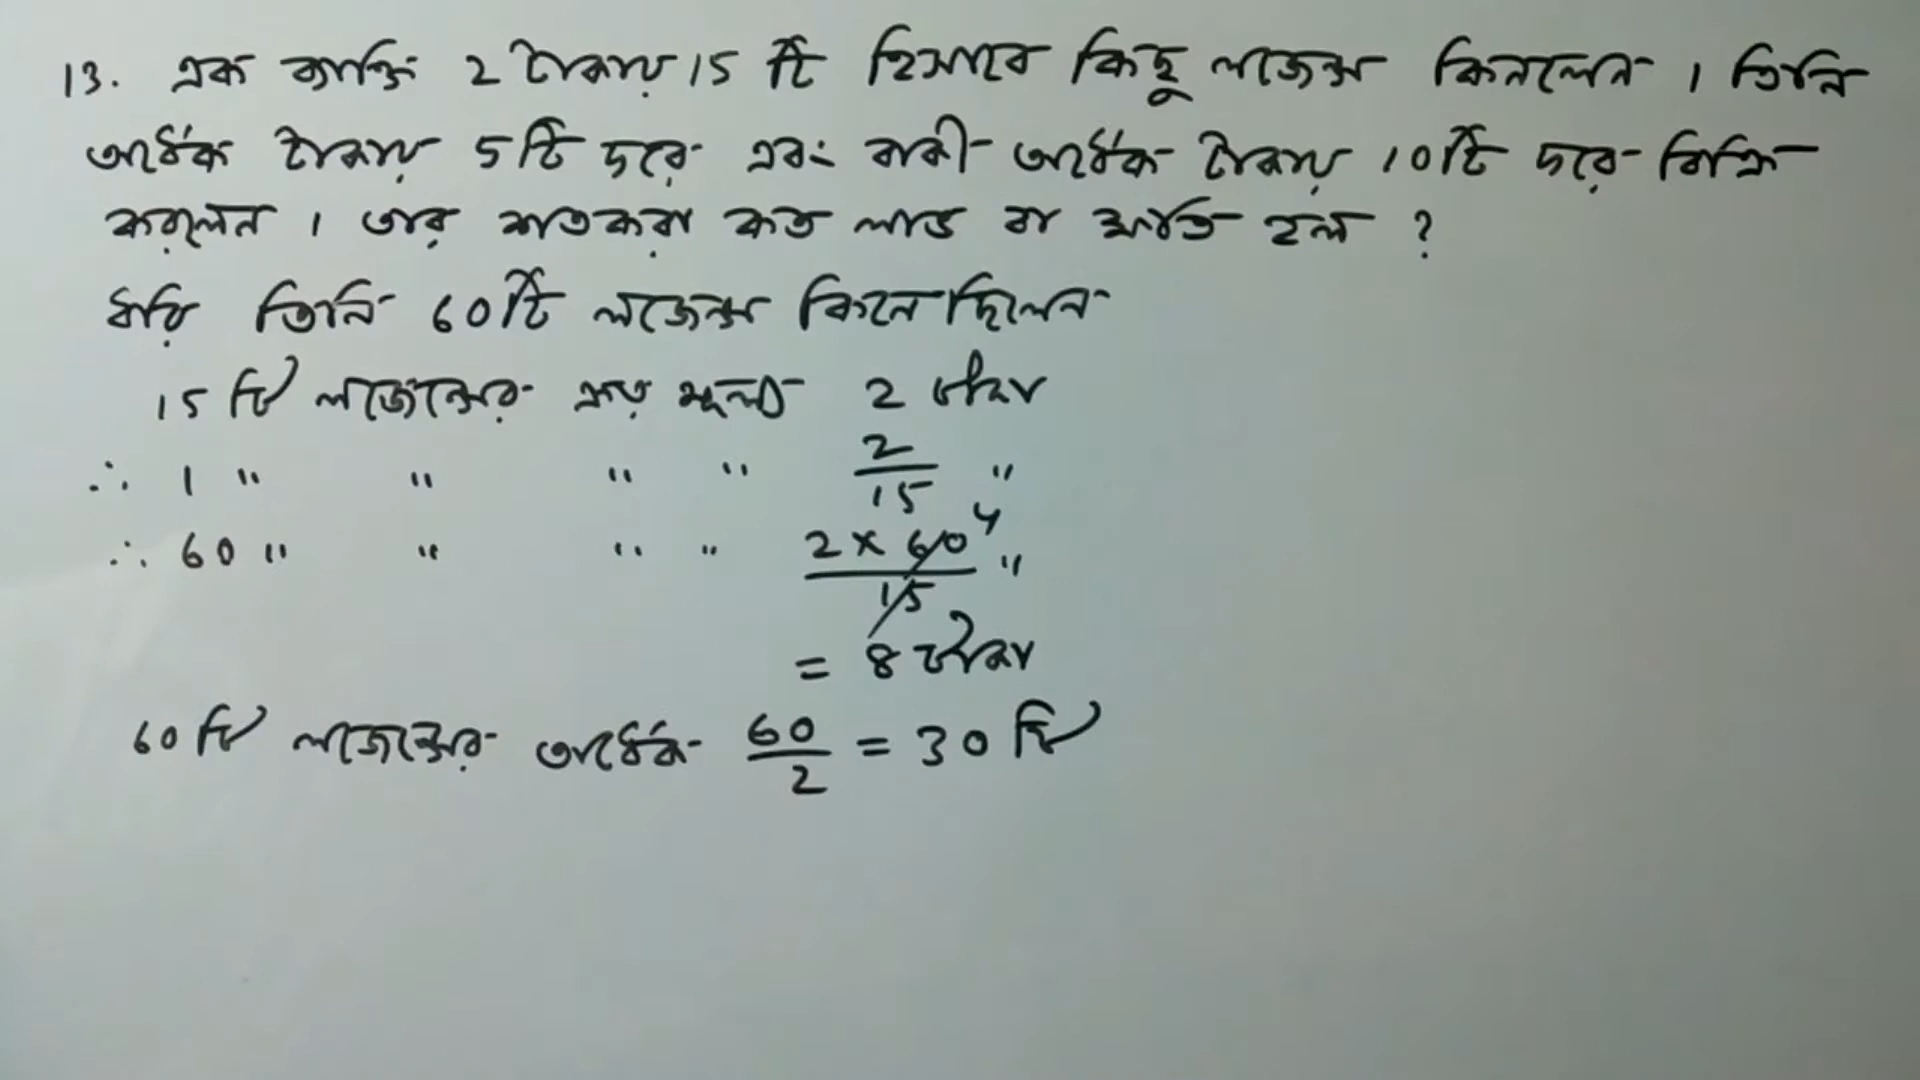 13. এক ব্যাক্তি 2 টাকায় 15 টি হিসাবে কিছু লজেন্স কিনলেন । তিনি
অর্ধেক টাকায় 5টি দরে এবং বাকী অর্ধেক টাকায় 10টি দরে বিক্রি
করলেন । তার শতকরা কত লাভ বা ক্ষতি হল ?
ধরি তিনি 60টি লজেন্স কিনেছিলেন
15 টি লজেন্সের ক্রয় মূল্য 2 টাকা
∴ 1 " " " " 2/15 "
∴ 60 " " " " 2 × 60 4/15 "
= 8 টাকা
60 টি লজেন্সের অর্ধেক 60/2 = 30 টি